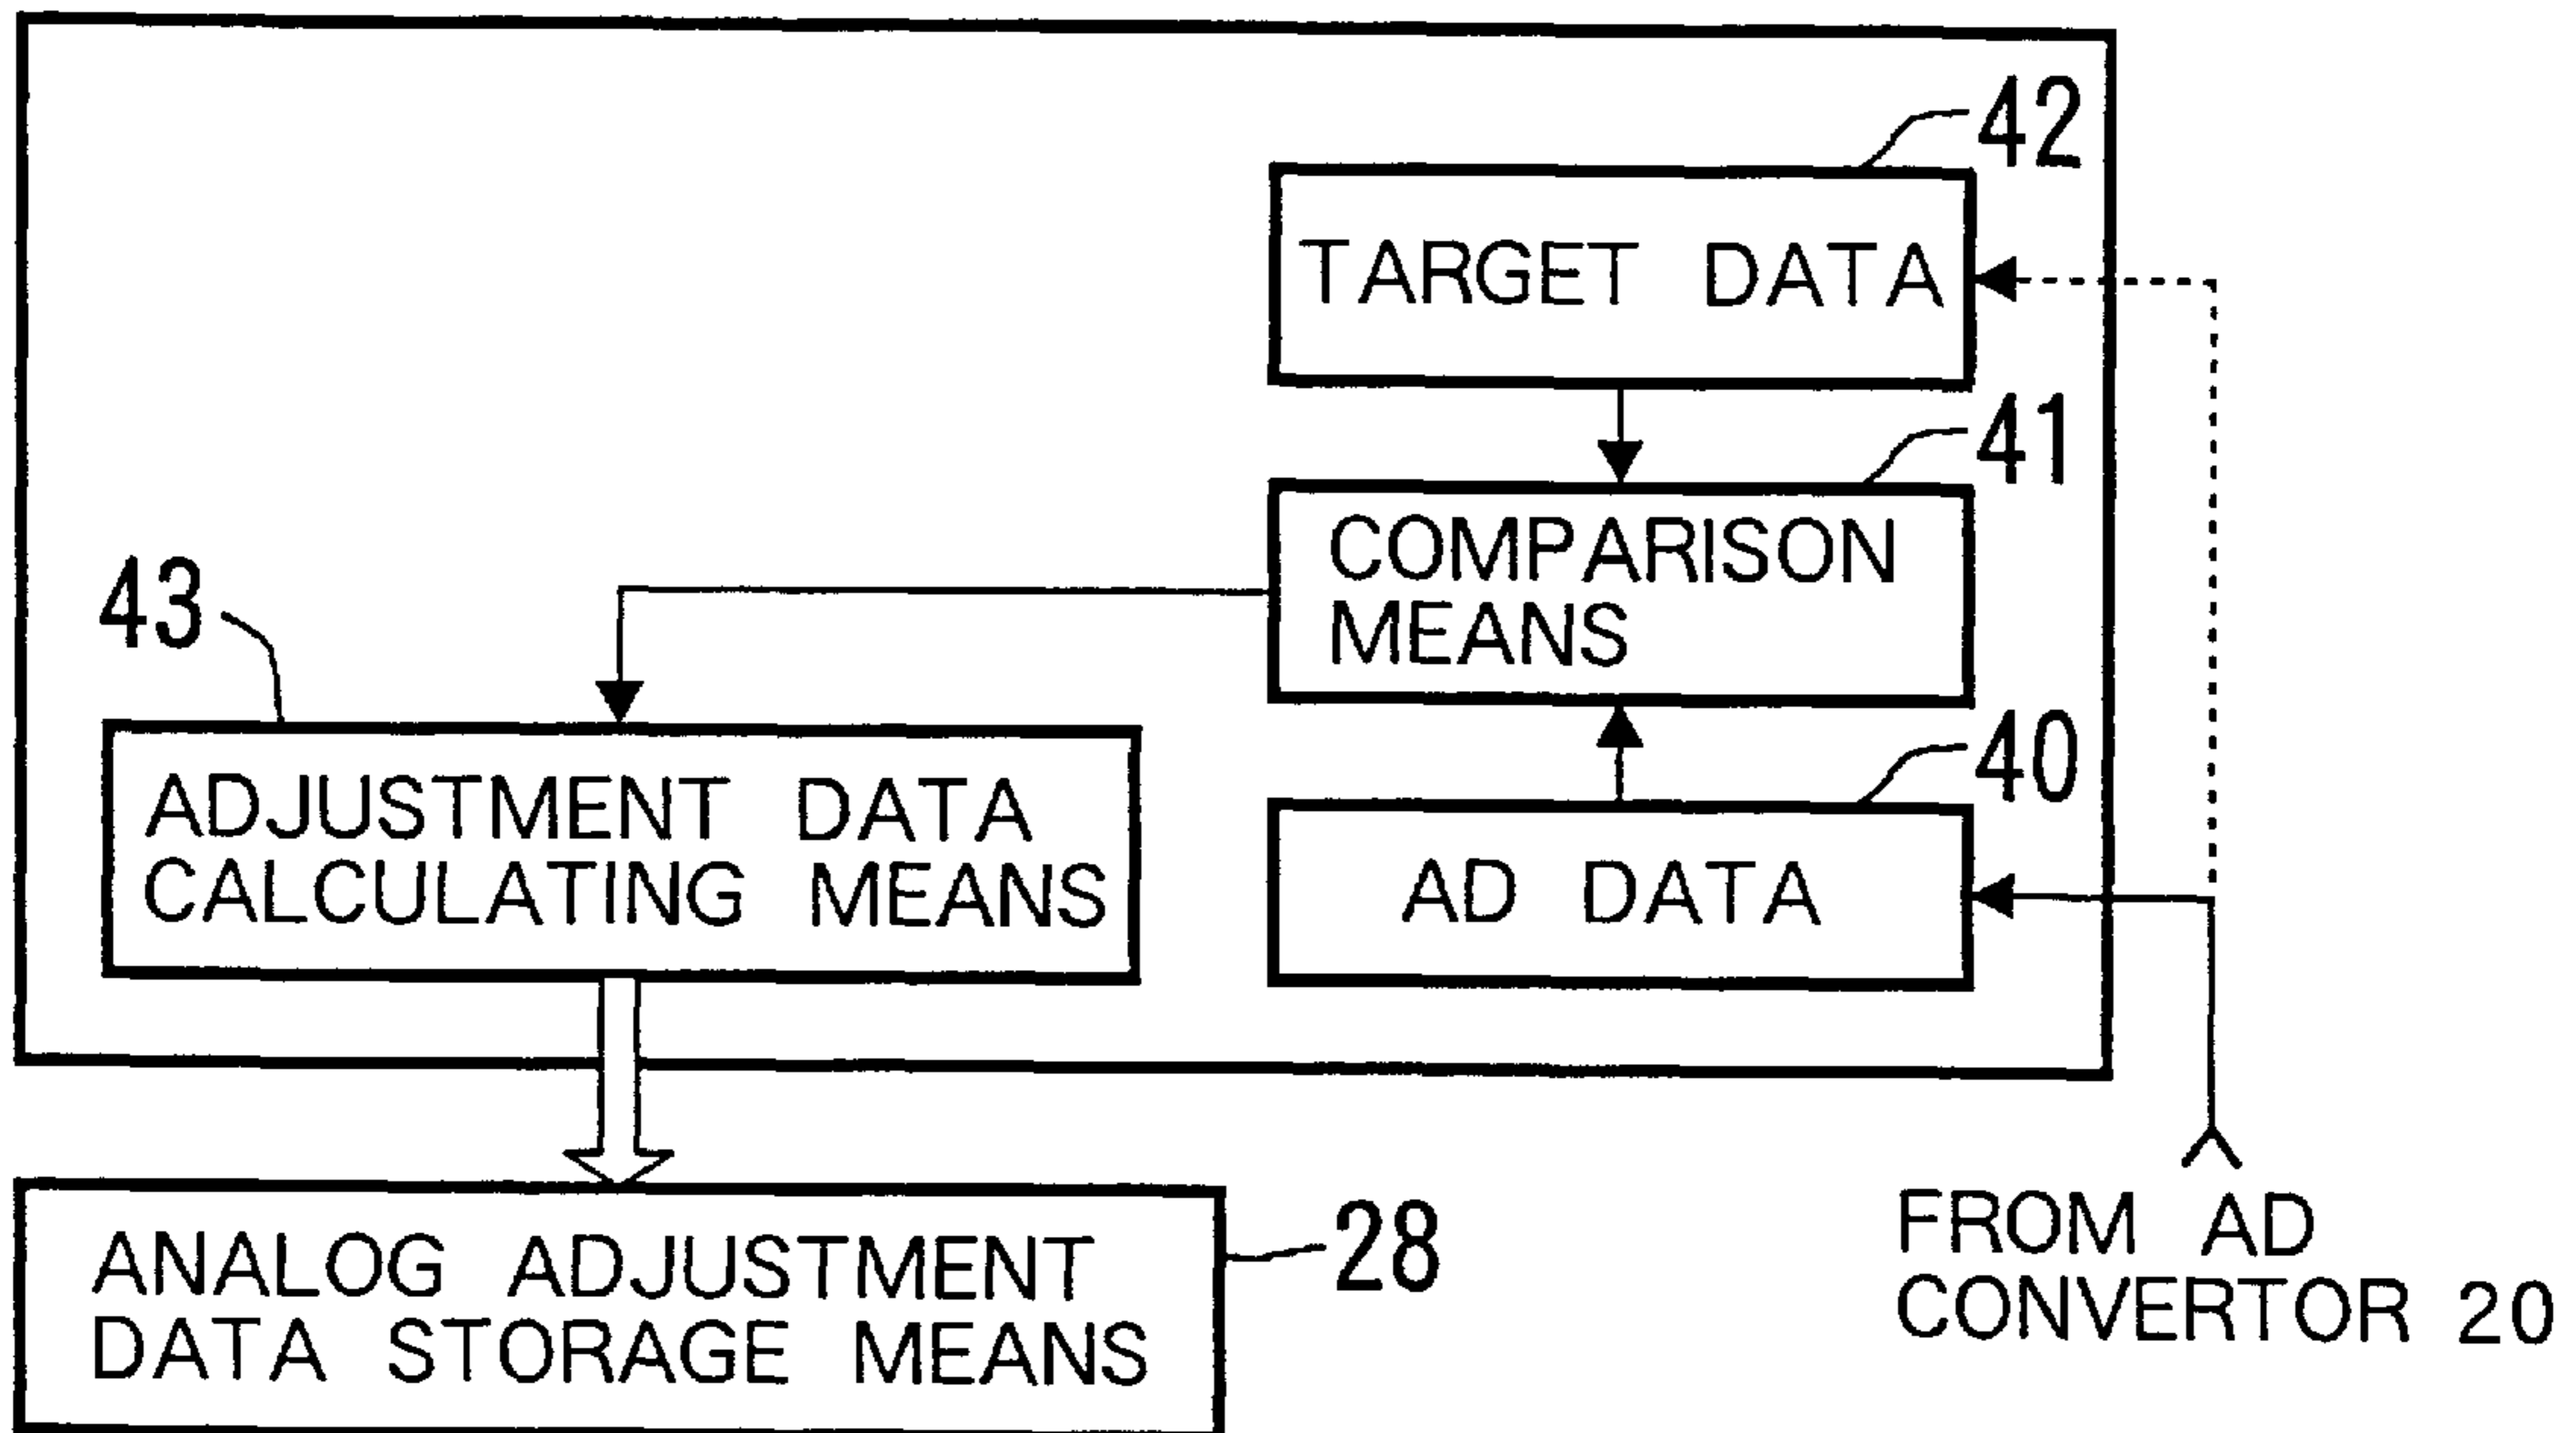 42
TARGET DATA
41
COMPARISON
MEANS
43
40
ADJUSTMENT DATA
CALCULATING MEANS
AD DATA
28
ANALOG ADJUSTMENT
DATA STORAGE MEANS
FROM AD
CONVERTOR 20